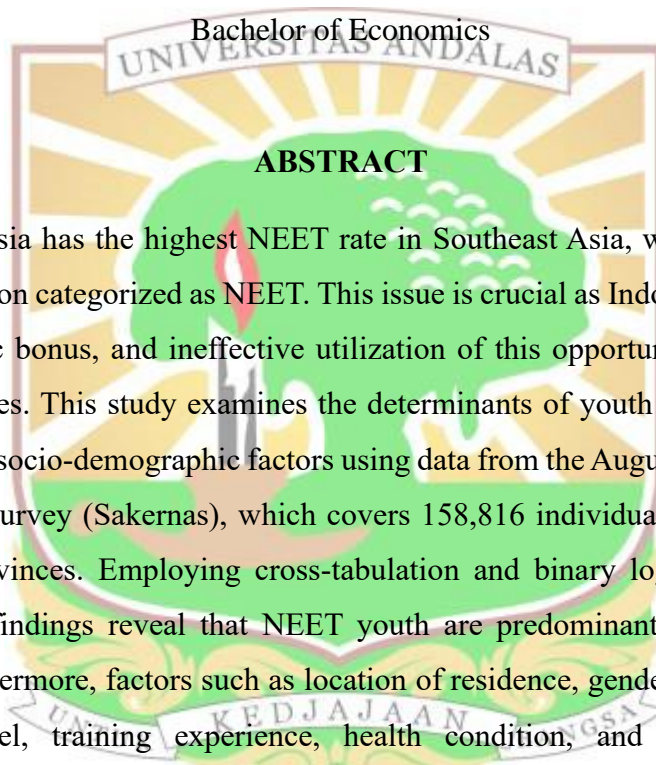 Bachelor of Economics
UNIVERSITAS ANDALAS
ABSTRACT
sia has the highest NEET rate in Southeast Asia, w
on categorized as NEET. This issue is crucial as Indo
c bonus, and ineffective utilization of this opportun
es. This study examines the determinants of youth
socio-demographic factors using data from the Augu
urvey (Sakernas), which covers 158,816 individua
vinces. Employing cross-tabulation and binary lo
findings reveal that NEET youth are predominant
ermore, factors such as location of residence, gende
el, training experience, health condition, and
KEDJAJAAN